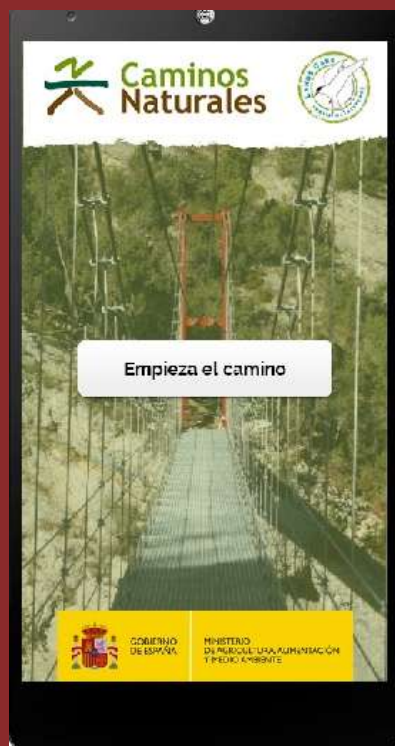 Caminos
Naturales
Empieza el camino
GOBIERNO
DE ESPAÑA
MINISTERIO
DE AGRICULTURA, ALIMENTACIÓN
Y MEDIO AMBIENTE